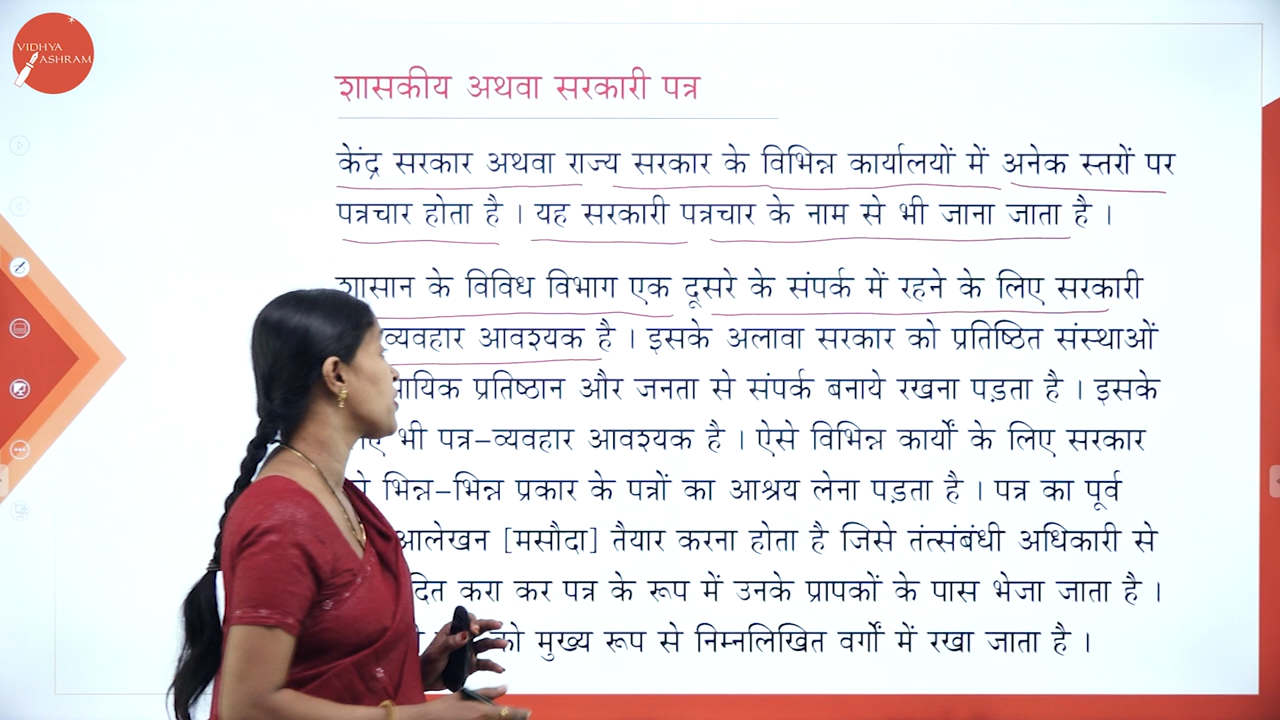 VIDHYA
ASHRAM
शासकीय अथवा सरकारी पत्र
केंद्र सरकार अथवा राज्य सरकार के विभिन्न कार्यालयों में अनेक स्तरों पर
पत्रचार होता है । यह सरकारी पत्रचार के नाम से भी जाना जाता है ।
शासान के विविध विभाग एक दूसरे के संपर्क में रहने के लिए सरकारी
व्यवहार आवश्यक है । इसके अलावा सरकार को प्रतिष्ठित संस्थाओं
प्रतिष्ठान और जनता से संपर्क बनाये रखना पड़ता है । इसके
भी पत्र-व्यवहार आवश्यक है । ऐसे विभिन्न कार्यों के लिए सरकार
भिन्न-भिन्न प्रकार के पत्रों का आश्रय लेना पड़ता है । पत्र का पूर्व
आलेखन [मसौदा] तैयार करना होता है जिसे तंत्संबंधी अधिकारी से
करा कर पत्र के रूप में उनके प्रापकों के पास भेजा जाता है ।
को मुख्य रूप से निम्नलिखित वर्गों में रखा जाता है ।